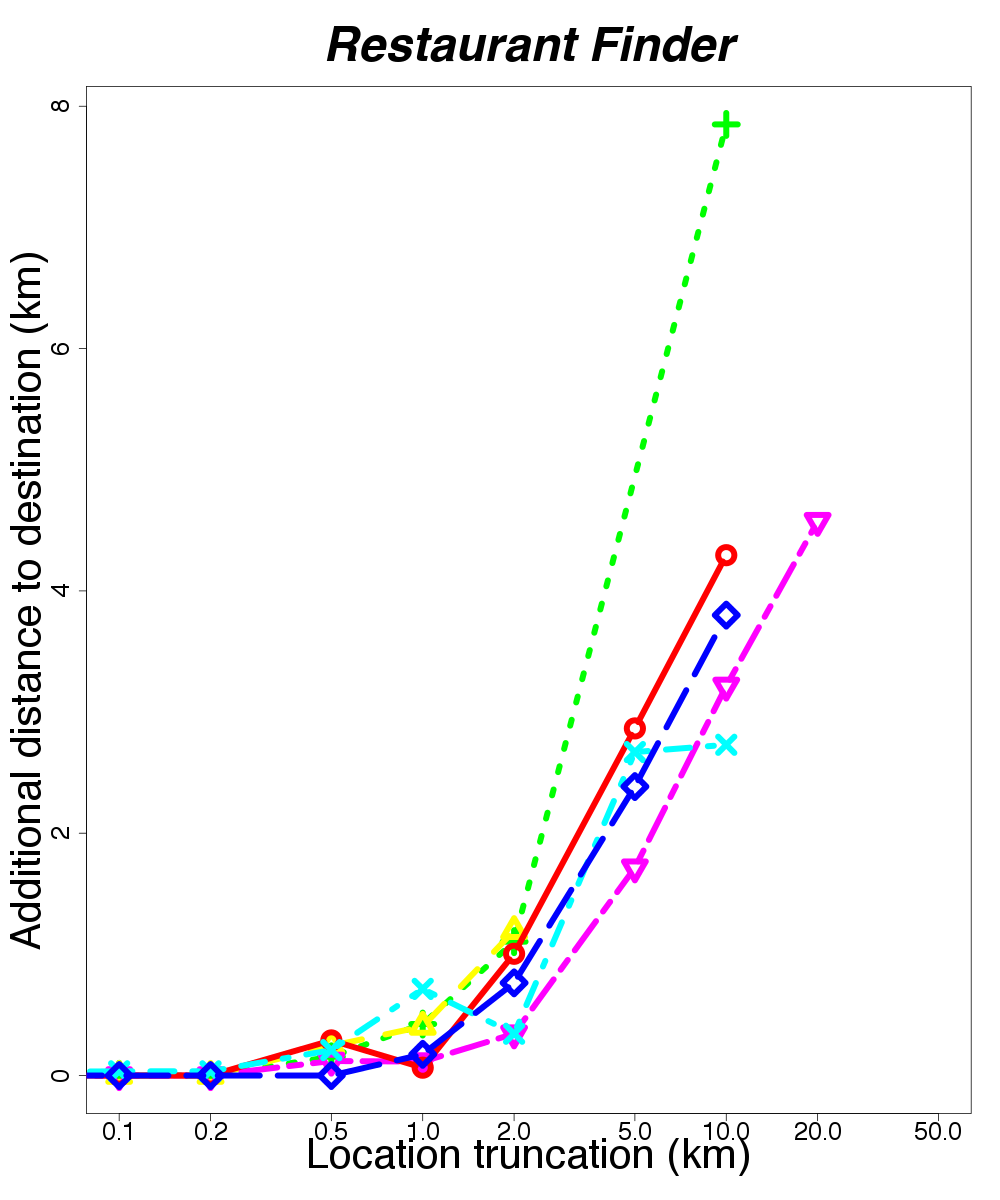 Restaurant Finder
Additional distance to destination (km)
8
6
4
2
0
0.1 0.2 0.5 1.0 2.0 5.0 10.0 20.0 50.0
Location truncation (km)